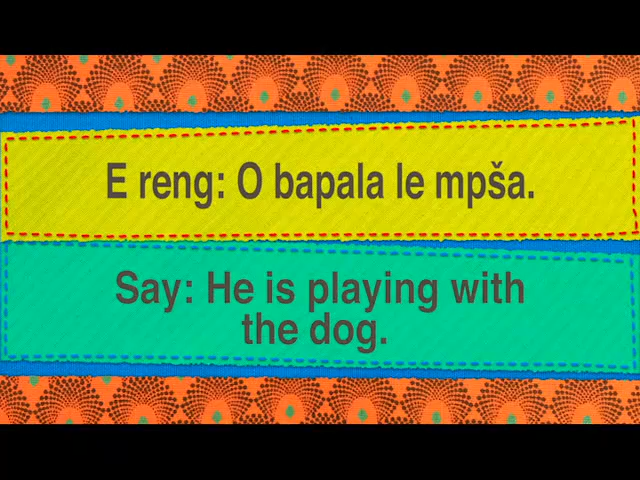 E reng: O bapala le mpša.
Say: He is playing with
the dog.